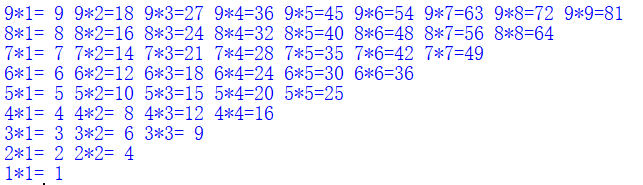 9*1= 9 9*2=18 9*3=27 9*4=36 9*5=45 9*6=54 9*7=63 9*8=72 9*9=81
8*1= 8 8*2=16 8*3=24 8*4=32 8*5=40 8*6=48 8*7=56 8*8=64
7*1= 7 7*2=14 7*3=21 7*4=28 7*5=35 7*6=42 7*7=49
6*1= 6 6*2=12 6*3=18 6*4=24 6*5=30 6*6=36
5*1= 5 5*2=10 5*3=15 5*4=20 5*5=25
4*1= 4 4*2= 8 4*3=12 4*4=16
3*1= 3 3*2= 6 3*3= 9
2*1= 2 2*2= 4
1*1= 1